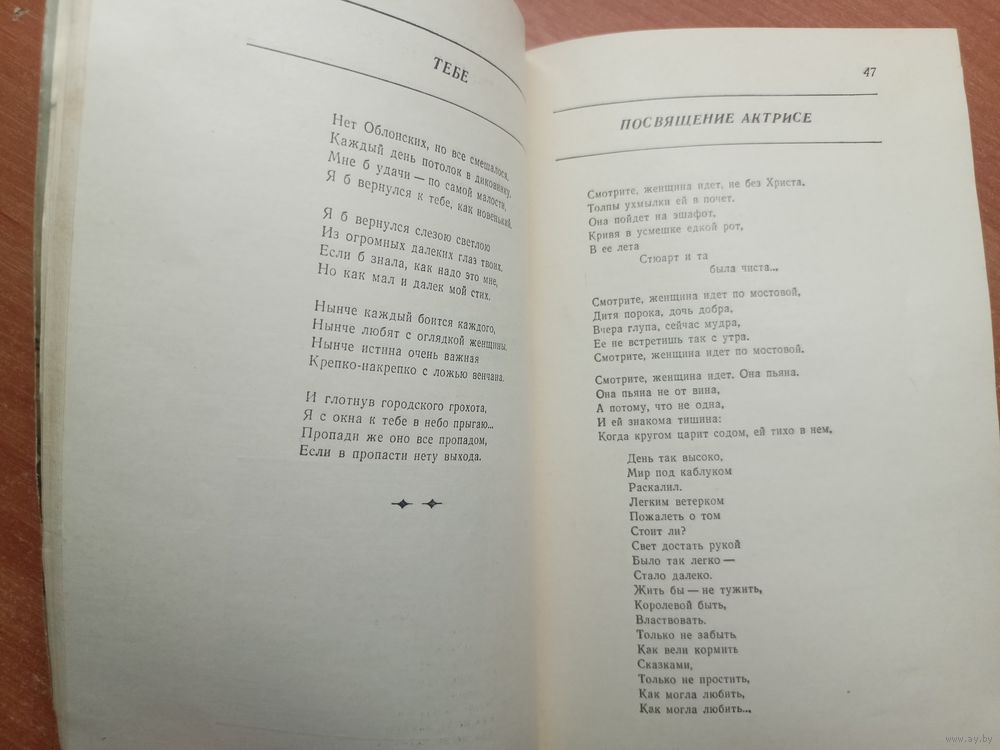 ТЕБЕ
Нет Облонских, но все смешалося,
Каждый день потолок в диковинку,
Мне б удачи — по самой малости,
Я б вернулся к тебе, как новенький.
Я б вернулся слезою светлою
Из огромных далеких глаз твоих.
Если б знала, как надо это мне,
Но как мал и далек мой стих.
Нынче каждый боится каждого,
Нынче любят с оглядкой женщины.
Нынче истина очень важная
Крепко-накрепко с ложью венчана.
И глотнув городского грохота,
Я с окна к тебе в небо прыгаю...
Пропади же оно все пропадом,
Если в пропасти нету выхода.
47
ПОСВЯЩЕНИЕ АКТРИСЕ
Смотрите, женщина идет, не без Христа.
Толпы ухмылки ей в почет.
Она пойдет на эшафот,
Кривя в усмешке едкой рот,
В ее лета
Стюарт и та
была чиста...
Смотрите, женщина идет по мостовой,
Дитя порока, дочь добра,
Вчера глупа, сейчас мудра,
Ее не встретишь так с утра.
Смотрите, женщина идет по мостовой.
Смотрите, женщина идет. Она пьяна.
Она пьяна не от вина,
А потому, что не одна,
И ей знакома тишина:
Когда кругом царит содом, ей тихо в нем.
День так высоко,
Мир под каблуком
Раскалил.
Легким ветерком
Пожалеть о том
Стоит ли?
Свет достать рукой
Было так легко —
Стало далеко.
Жить бы — не тужить,
Королевой быть,
Властвовать.
Только не забыть
Как вели кормить
Сказками,
Только не простить,
Как могла любить,
Как могла любить...
www.ay.by